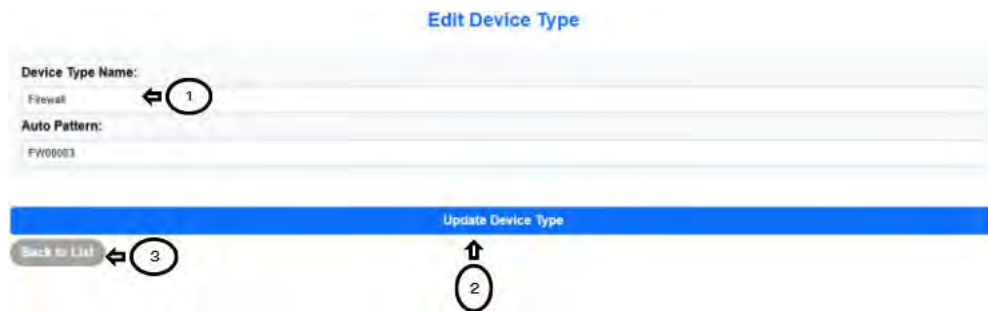 Edit Device Type
Device Type Name:
Firewall
1
Auto Pattern:
FW00003
Update Device Type
Back to List
3
2